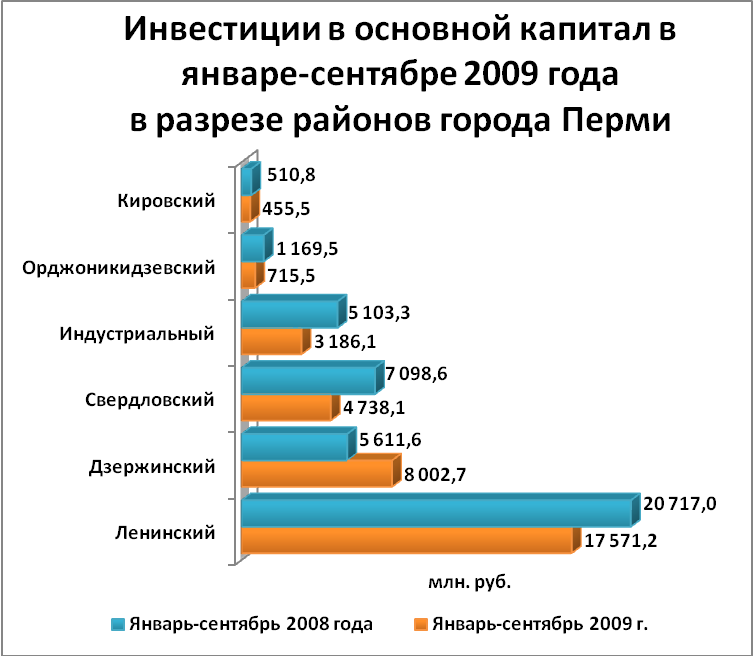 Инвестиции в основной капитал в
январе-сентябре 2009 года
в разрезе районов города Перми
Кировский
510,8
455,5
Орджоникидзевский
1 169,5
715,5
Индустриальный
5 103,3
3 186,1
Свердловский
7 098,6
4 738,1
Дзержинский
5 611,6
8 002,7
Ленинский
20 717,0
17 571,2
млн. руб.
Январь-сентябрь 2008 года
Январь-сентябрь 2009 г.